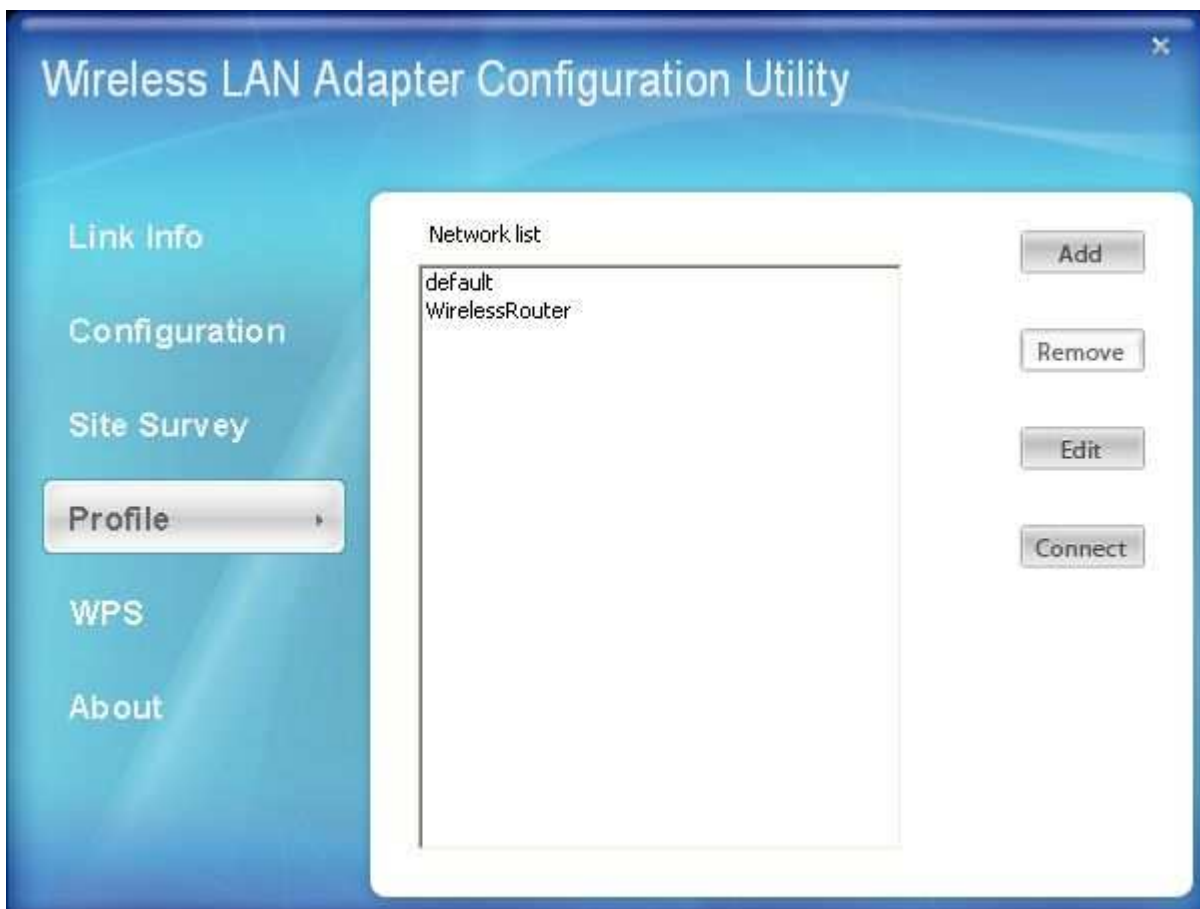 Wireless LAN Adapter Configuration Utility
Link Info
Configuration
Site Survey
Profile
WPS
About
Network list
default
WirelessRouter
Add
Remove
Edit
Connect